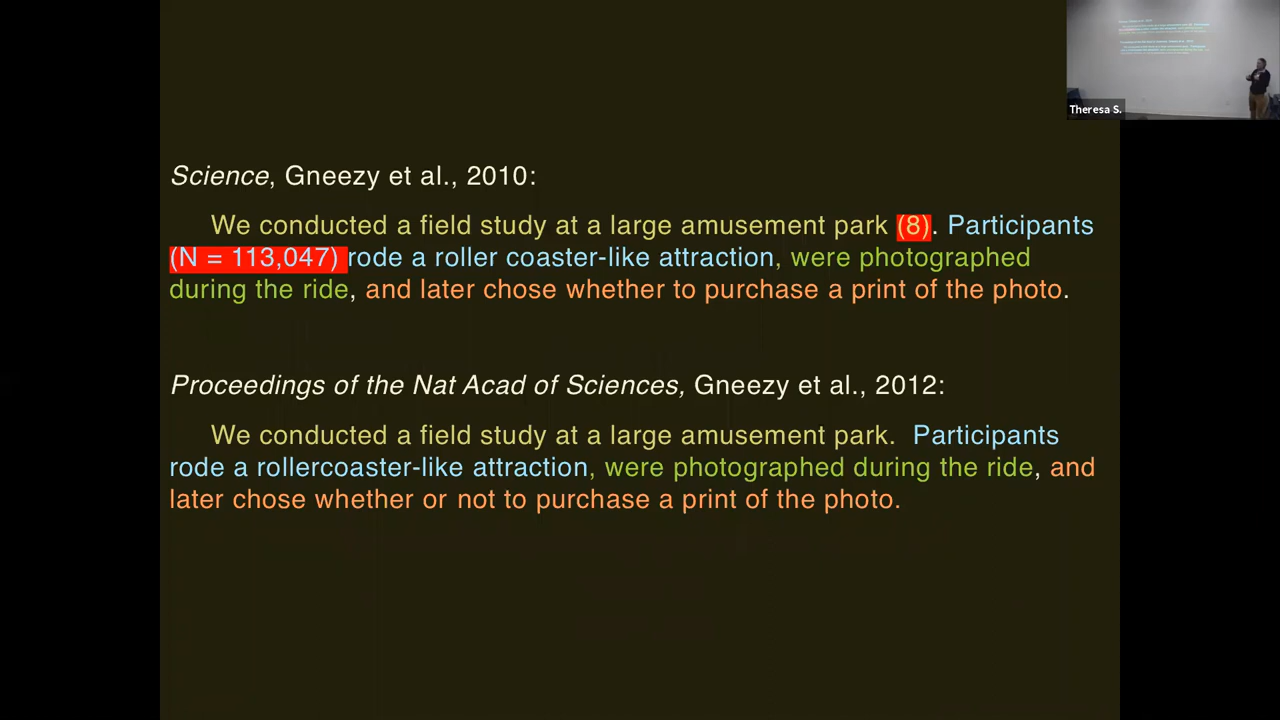 Theresa S.
Science, Gneezy et al., 2010:
We conducted a field study at a large amusement park (8). Participants
(N = 113,047) rode a roller coaster-like attraction, were photographed
during the ride, and later chose whether to purchase a print of the photo.
Proceedings of the Nat Acad of Sciences, Gneezy et al., 2012:
We conducted a field study at a large amusement park. Participants
rode a rollercoaster-like attraction, were photographed during the ride, and
later chose whether or not to purchase a print of the photo.